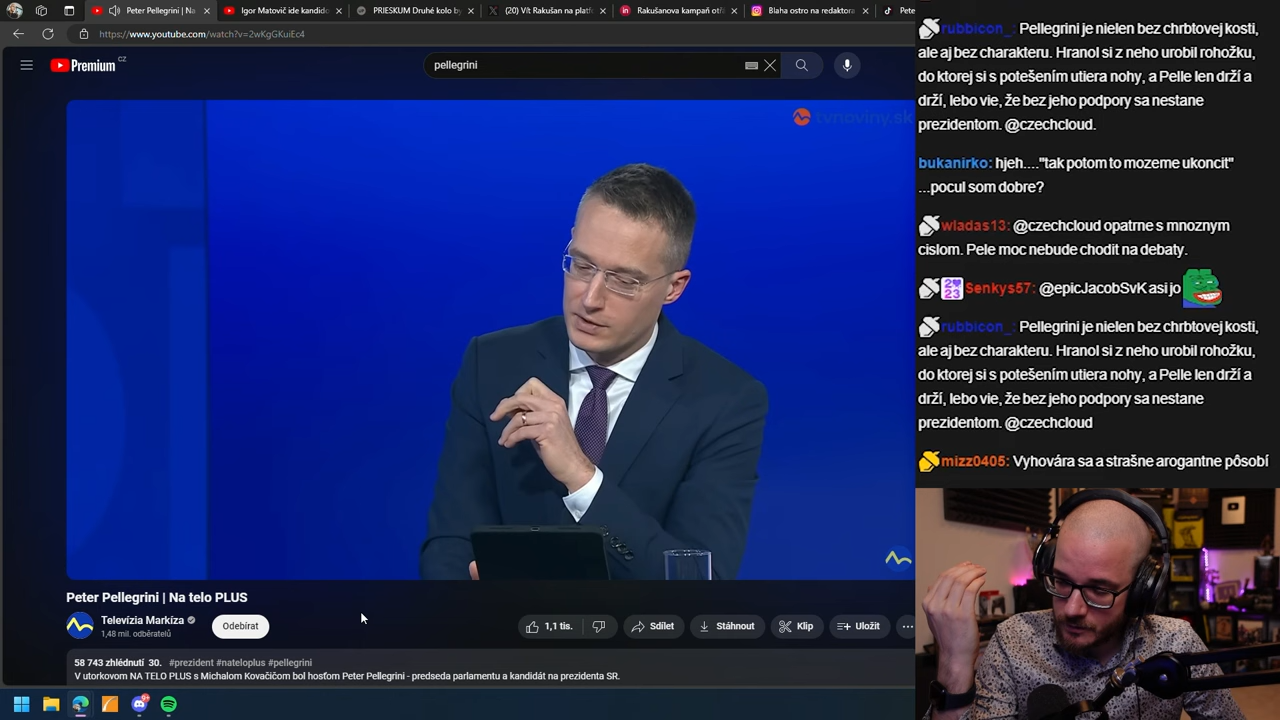 Peter Pellegrini | Na
Igor Matovič ide kandido
PRIESKUM Druhé kolo by
(20) Vít Rakušan na platf
Rakušanova kampaň otři
Blaha ostro na redaktora
Pete
https://www.youtube.com/watch?v=2wKgGKuiEc4
Premium CZ
pellegrini
tvnoviny.sk
Peter Pellegrini | Na telo PLUS
Televízia Markíza
1,48 mil. odběratelů
Odebírat
1,1 tis.
Sdílet
Stáhnout
Klip
Uložit
58 743 zhlédnutí 30. #prezident #nateloplus #pellegrini
V utorkovom NA TELO PLUS s Michalom Kovačičom bol hosťom Peter Pellegrini - predseda parlamentu a kandidát na prezidenta SR.
rubbicon_: Pellegrini je nielen bez chrbtovej kosti,
ale aj bez charakteru. Hranol si z neho urobil rohožku,
do ktorej si s potešením utiera nohy, a Pelle len drží a
drží, lebo vie, že bez jeho podpory sa nestane
prezidentom. @czechcloud.
bukanirko: hjeh...."tak potom to mozeme ukoncit"
...pocul som dobre?
wladas13: @czechcloud opatrne s mnoznym
cislom. Pele moc nebude chodit na debaty.
2023 Senkys57: @epicJacobSvK asi jo
rubbicon_: Pellegrini je nielen bez chrbtovej kosti,
ale aj bez charakteru. Hranol si z neho urobil rohožku,
do ktorej si s potešením utiera nohy, a Pelle len drží a
drží, lebo vie, že bez jeho podpory sa nestane
prezidentom. @czechcloud
mizz0405: Vyhovára sa a strašne arogantne pôsobí